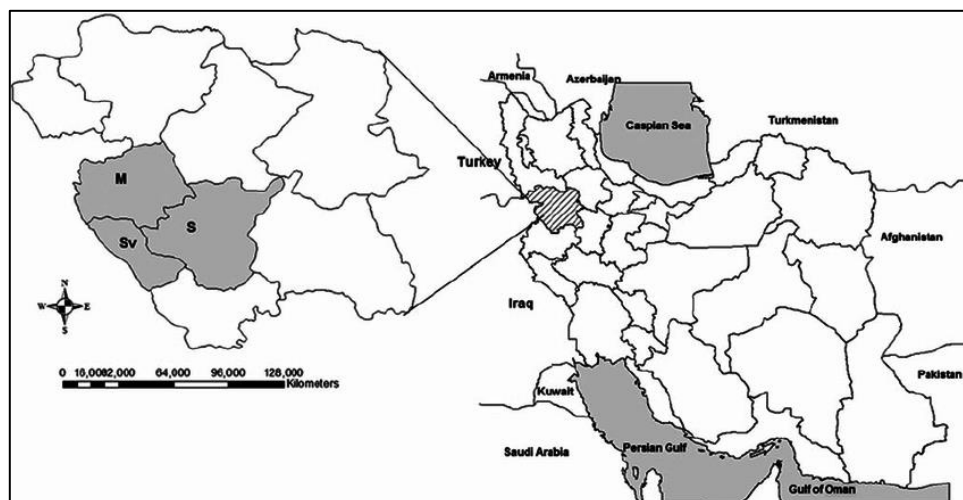 M
S
Sv
N
W E
S
0 16,00032,000 64,000 96,000 128,000
Kilometers
Armenia
Azerbaijan
Caspian Sea
Turkmenistan
Turkey
Afghanistan
Iraq
Pakistan
Kuwait
Saudi Arabia
Persian Gulf
Gulf of Oman